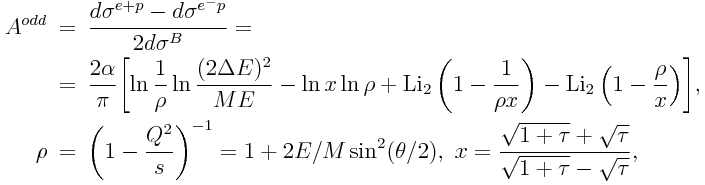 A^{odd} = \frac{d\sigma^{e+p} - d\sigma^{e^-p}}{2d\sigma^B} =
= \frac{2\alpha}{\pi}\left[\ln\frac{1}{\rho}\ln\frac{(2\Delta E)^2}{ME} - \ln x \ln \rho + \text{Li}_2\left(1 - \frac{1}{\rho x}\right) - \text{Li}_2\left(1 - \frac{\rho}{x}\right)\right],
\rho = \left(1 - \frac{Q^2}{s}\right)^{-1} = 1 + 2E/M \sin^2(\theta/2), \; x = \frac{\sqrt{1+\tau} + \sqrt{\tau}}{\sqrt{1+\tau} - \sqrt{\tau}},